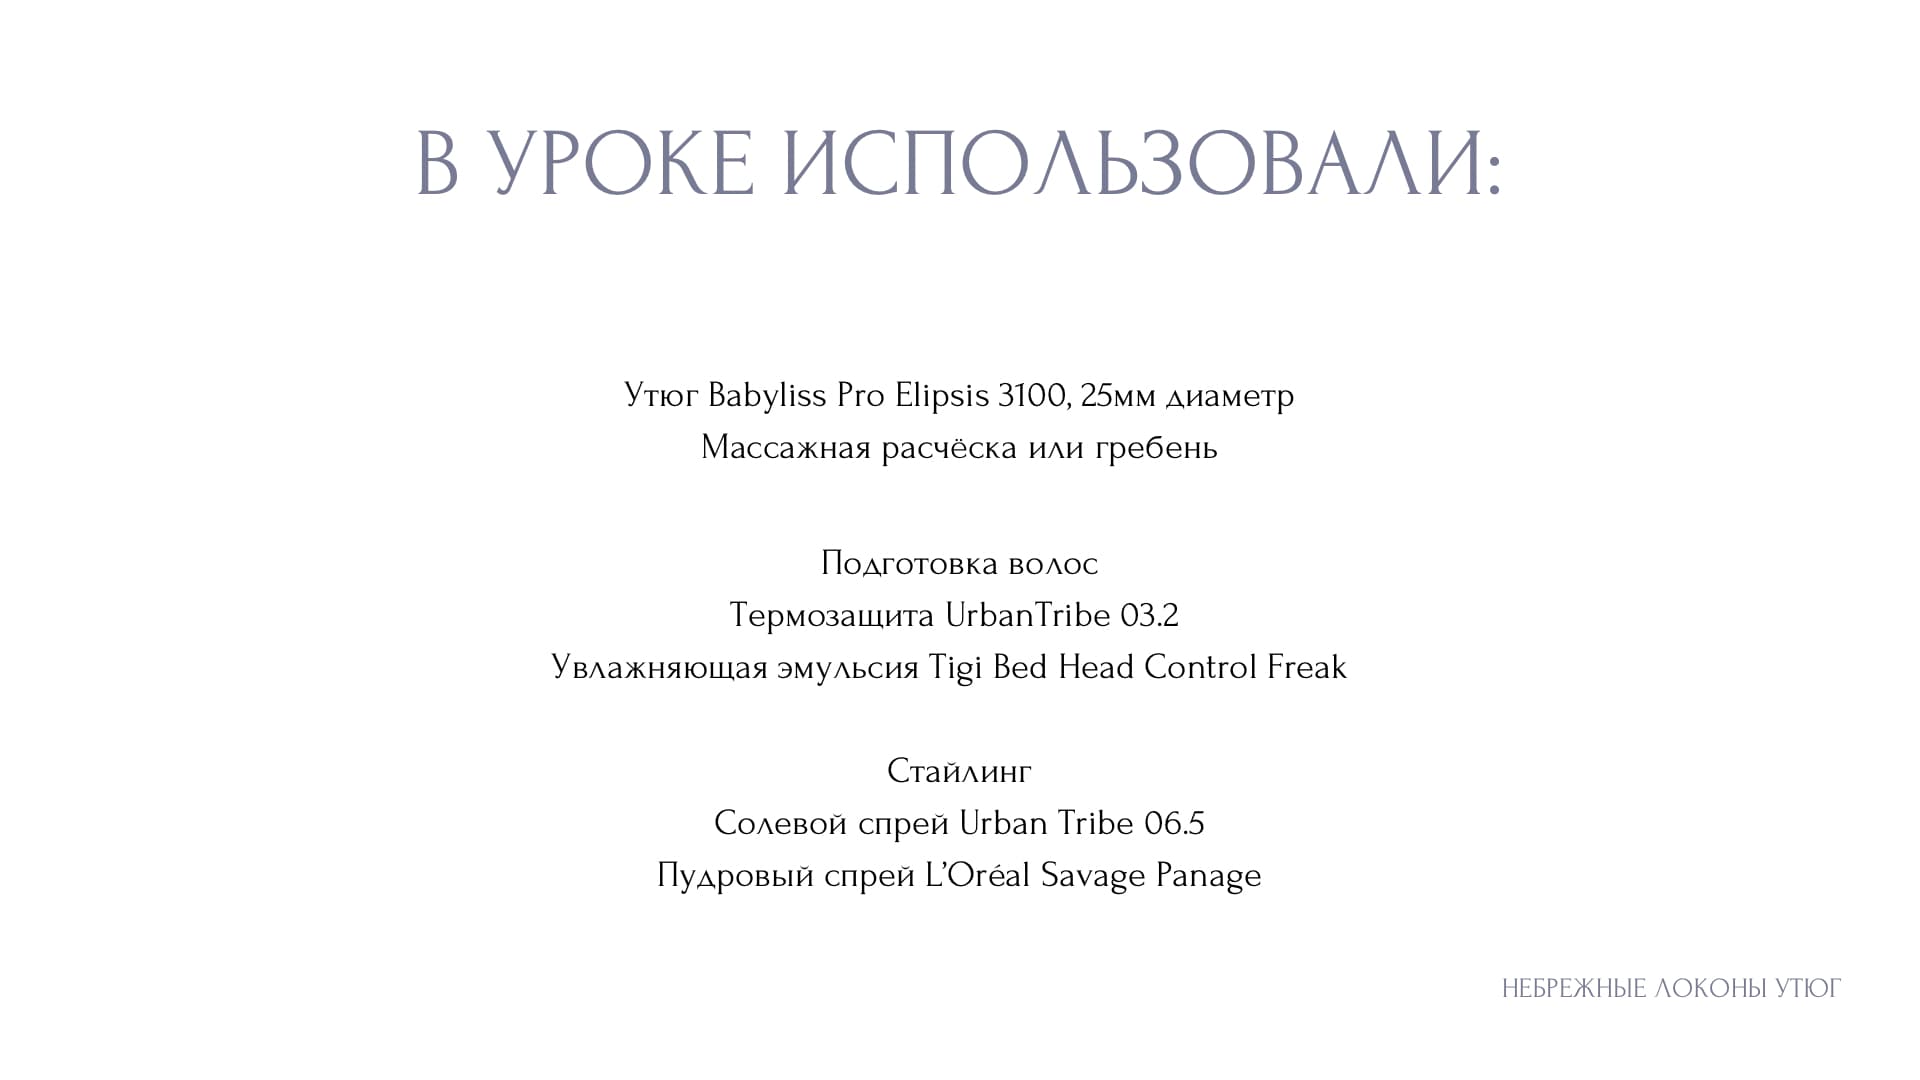 В УРОКЕ ИСПОЛЬЗОВАЛИ:
Утюг Babyliss Pro Elipsis 3100, 25мм диаметр
Массажная расчёска или гребень
Подготовка волос
Термозащита UrbanTribe 03.2
Увлажняющая эмульсия Tigi Bed Head Control Freak
Стайлинг
Солевой спрей Urban Tribe 06.5
Пудровый спрей L’Oréal Savage Panage
НЕБРЕЖНЫЕ ЛОКОНЫ УТЮГ